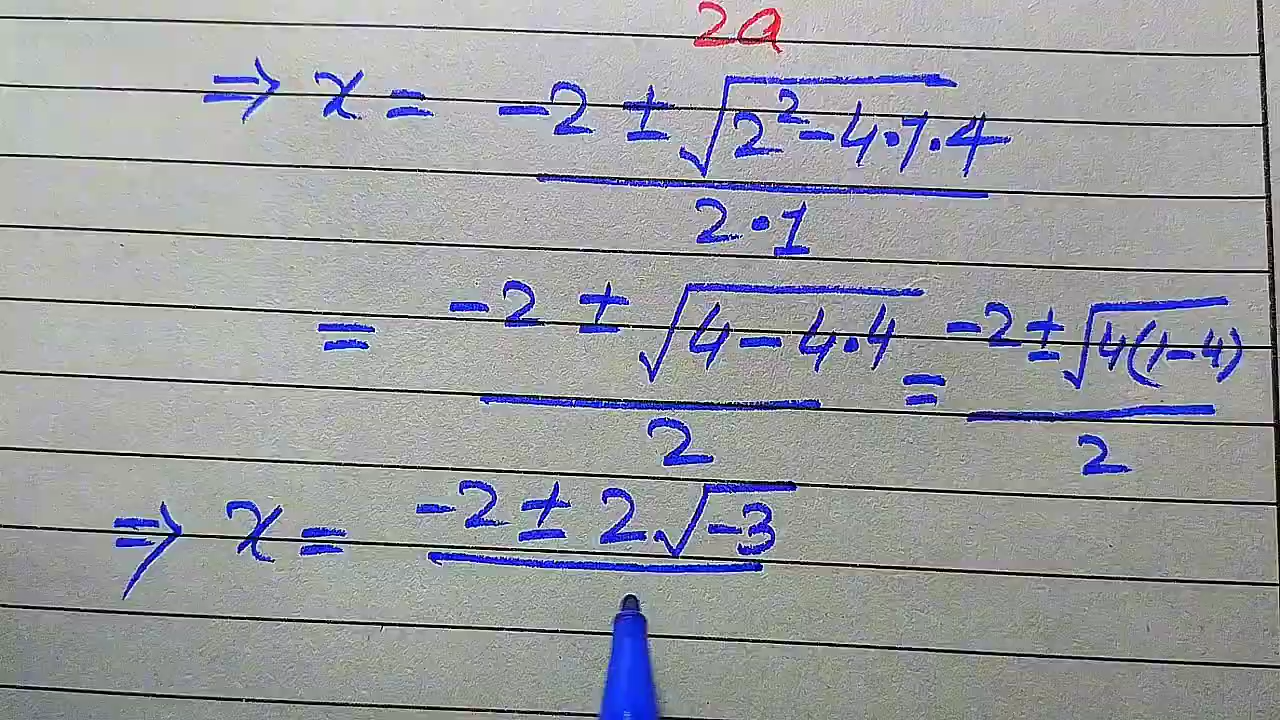 2a
⇒ x = -2 ± √(2² - 4·1·4)
2·1
= -2 ± √(4 - 4·4) / 2 = -2 ± √(4(1-4)) / 2
⇒ x = -2 ± 2√-3